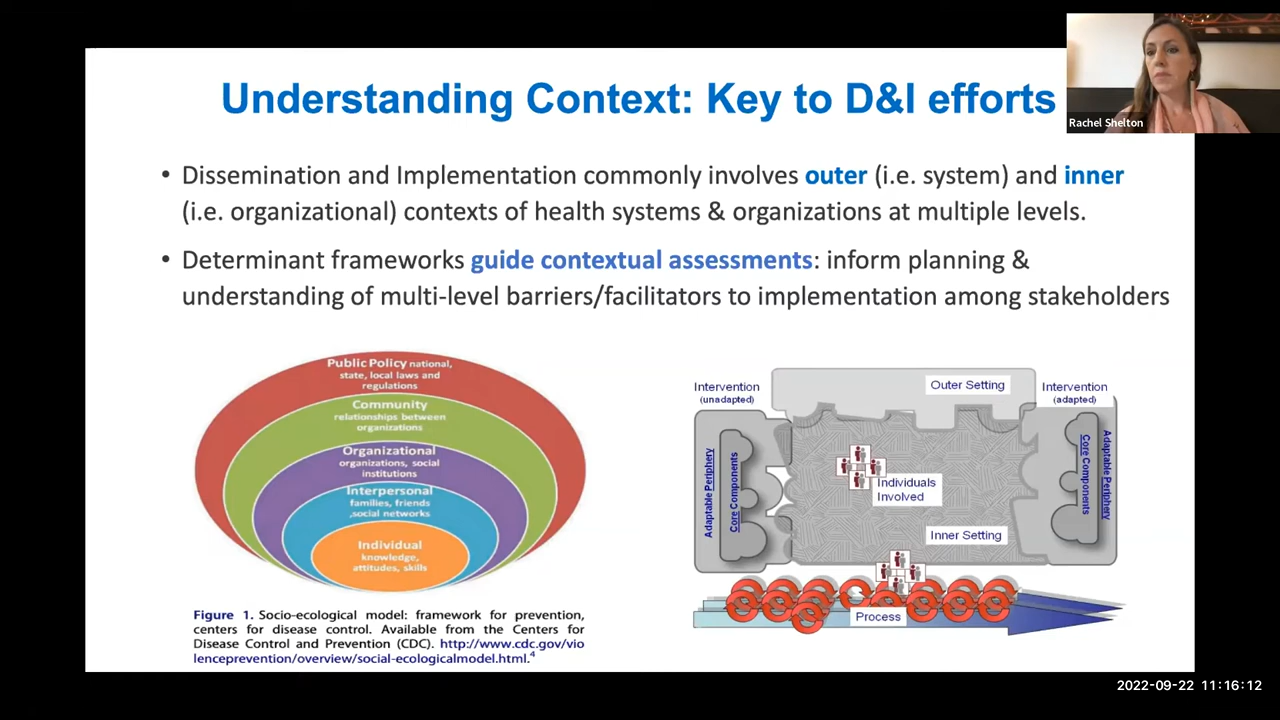 Understanding Context: Key to D&I efforts
Rachel Shelton
• Dissemination and Implementation commonly involves outer (i.e. system) and inner
(i.e. organizational) contexts of health systems & organizations at multiple levels.
• Determinant frameworks guide contextual assessments: inform planning &
understanding of multi-level barriers/facilitators to implementation among stakeholders
Public Policy national,
state, local laws and
regulations
Community
relationships between
organizations
Organizational
organizations, social
institutions
Interpersonal
families, friends
,social networks
Individual
knowledge,
attitudes, skills
Figure 1. Socio-ecological model: framework for prevention,
centers for disease control. Available from the Centers for
Disease Control and Prevention (CDC). http://www.cdc.gov/vio
lenceprevention/overview/social-ecologicalmodel.html.4
Intervention
(unadapted)
Outer Setting
Intervention
(adapted)
Adaptable Periphery
Core Components
Individuals
Involved
Inner Setting
Core Components
Adaptable Periphery
Process
2022-09-22 11:16:12